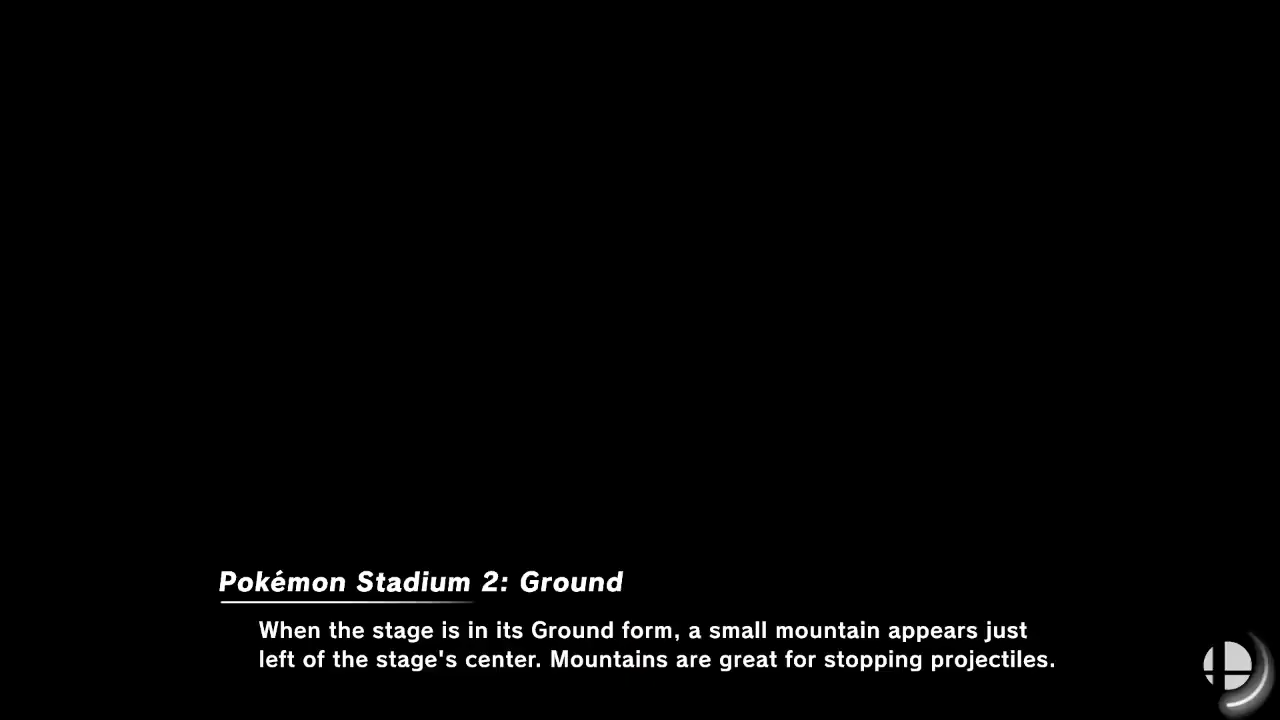 Pokémon Stadium 2: Ground
When the stage is in its Ground form, a small mountain appears just
left of the stage's center. Mountains are great for stopping projectiles.